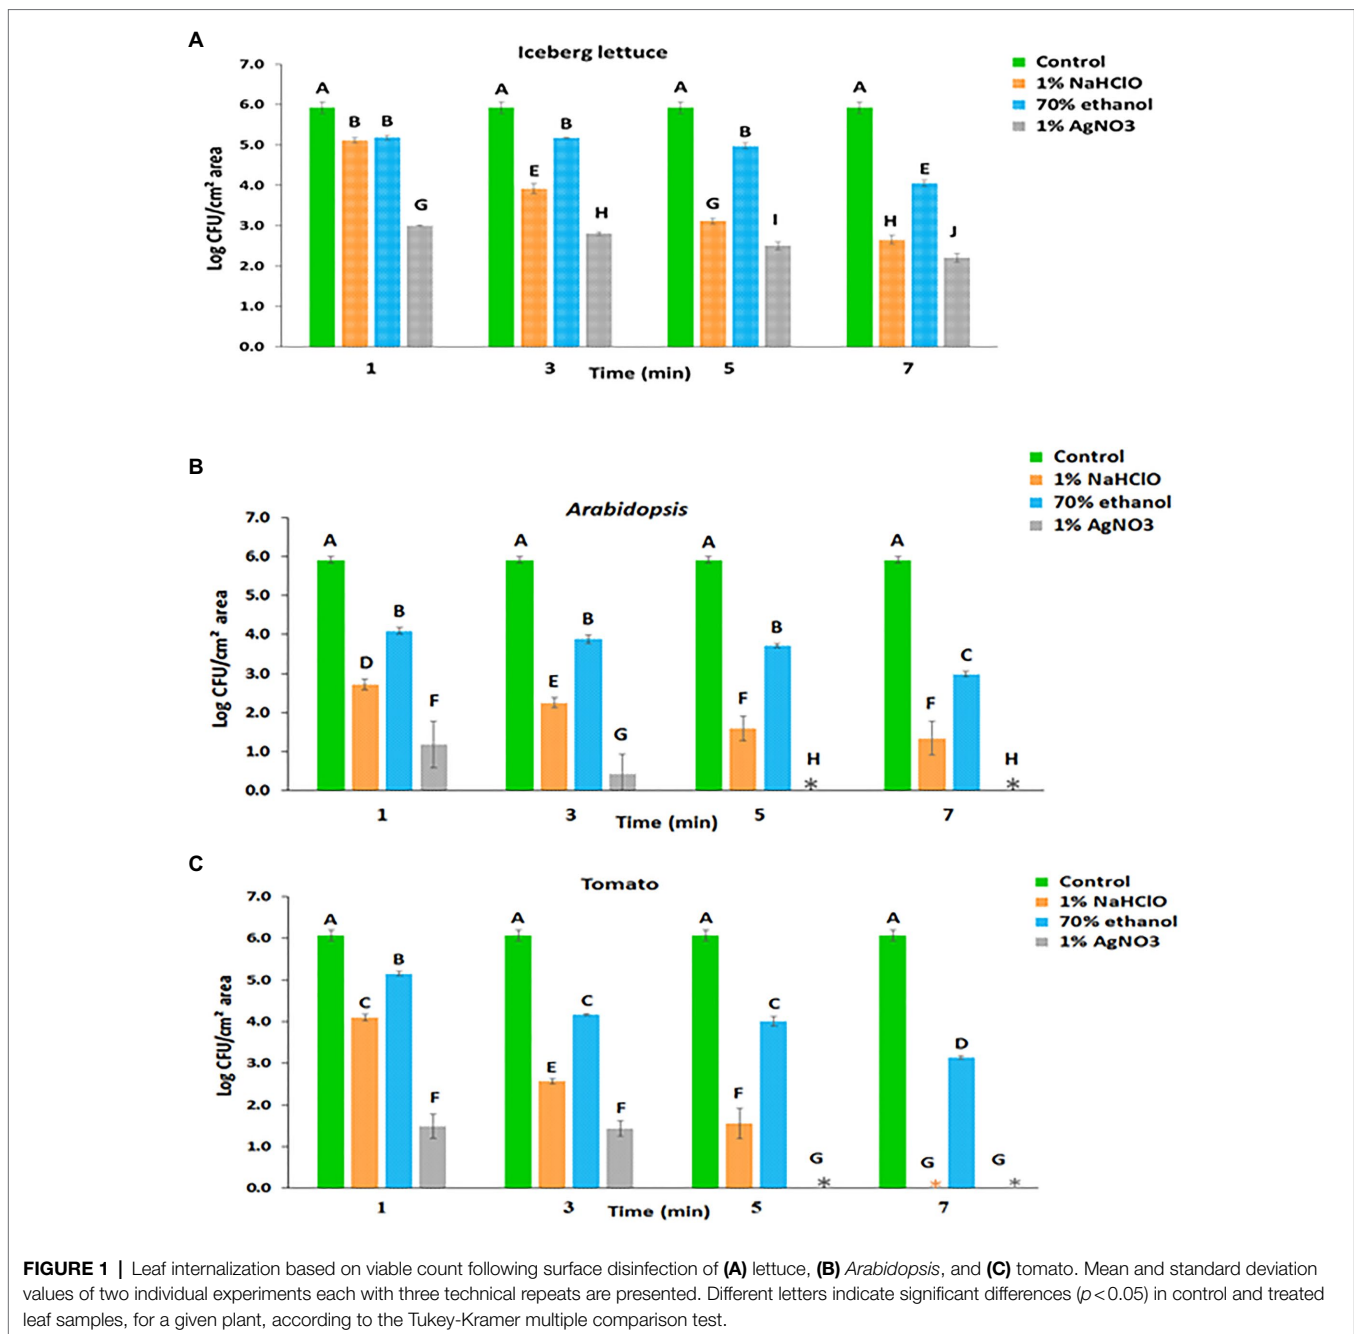 A
Iceberg lettuce
Control
1% NaHClO
70% ethanol
1% AgNO3
Log CFU/cm² area
7.0
6.0
5.0
4.0
3.0
2.0
1.0
0.0
A B B G
A E B H
A G B I
A H E J
1 3 5 7
Time (min)
B
Arabidopsis
Control
1% NaHClO
70% ethanol
1% AgNO3
Log CFU/cm² area
7.0
6.0
5.0
4.0
3.0
2.0
1.0
0.0
A D B F
A E B G
A F B H *
A F C H *
1 3 5 7
Time (min)
C
Tomato
Control
1% NaHClO
70% ethanol
1% AgNO3
Log CFU/cm² area
7.0
6.0
5.0
4.0
3.0
2.0
1.0
0.0
A C B F
A E C F
A F C G *
A G * D G *
1 3 5 7
Time (min)
FIGURE 1 | Leaf internalization based on viable count following surface disinfection of (A) lettuce, (B) Arabidopsis, and (C) tomato. Mean and standard deviation
values of two individual experiments each with three technical repeats are presented. Different letters indicate significant differences (p<0.05) in control and treated
leaf samples, for a given plant, according to the Tukey-Kramer multiple comparison test.